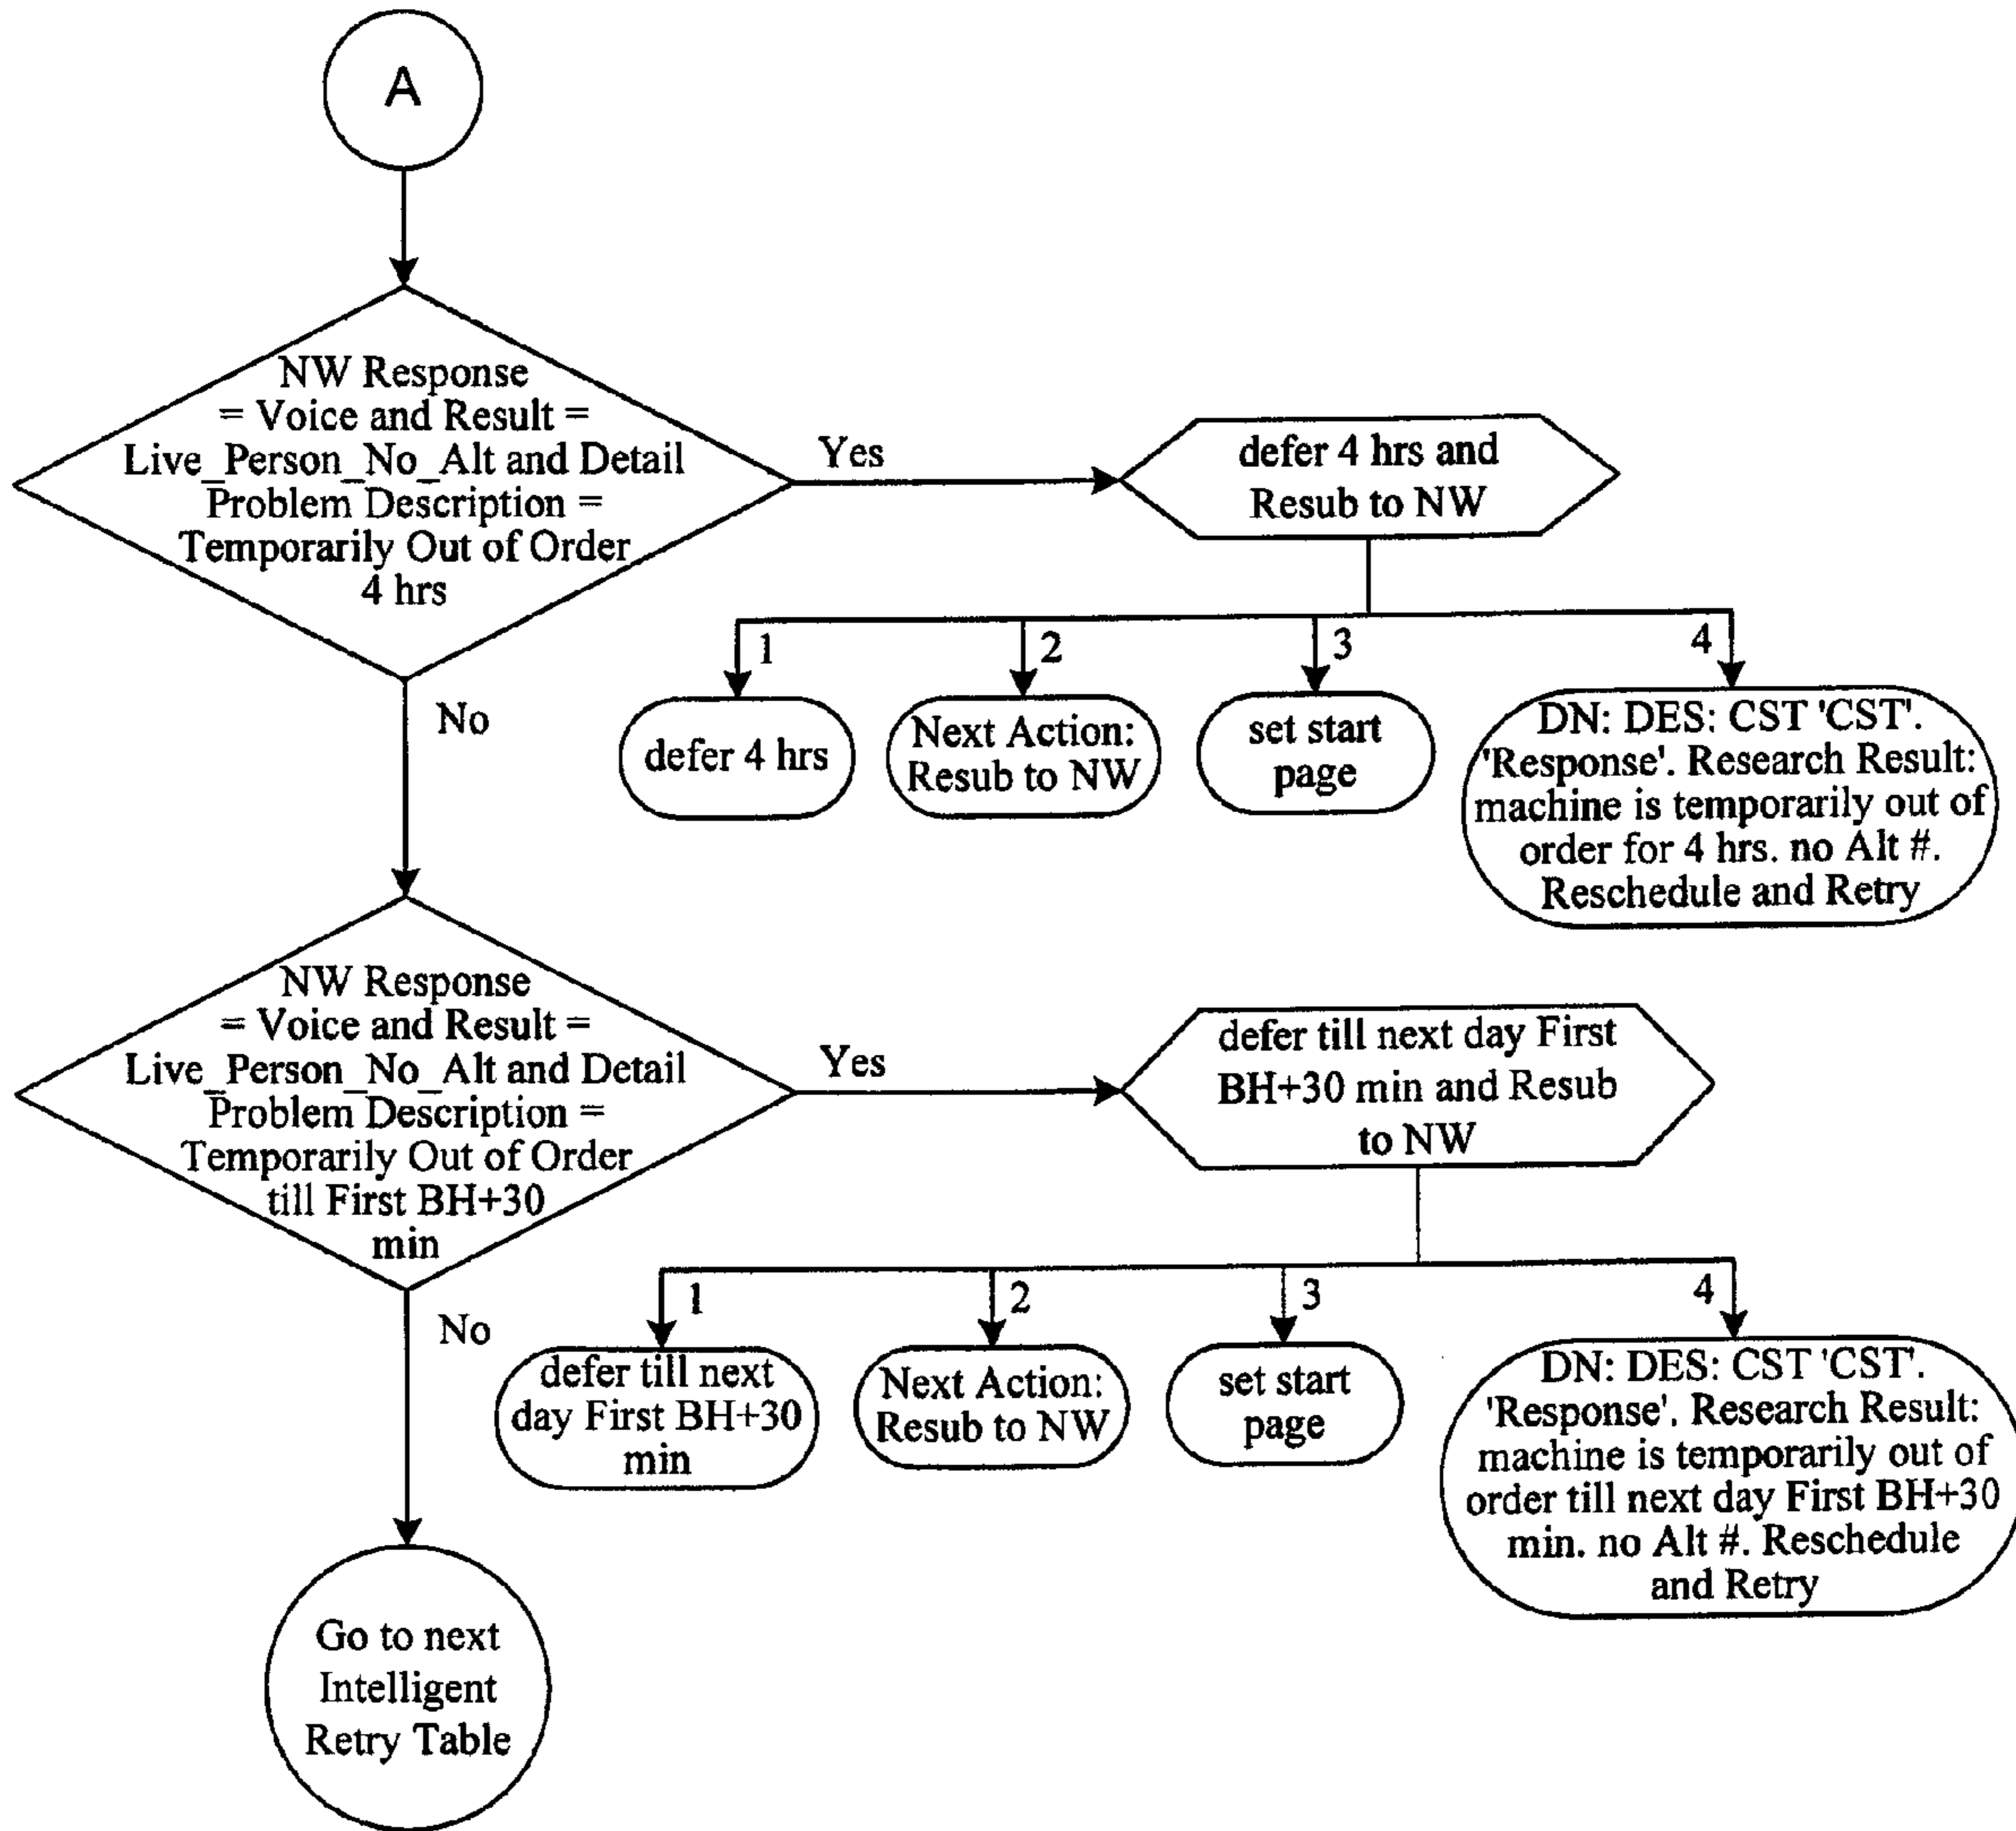 A
NW Response
= Voice and Result =
Live_Person_No_Alt and Detail
Problem Description =
Temporarily Out of Order
4 hrs
Yes
defer 4 hrs and
Resub to NW
No
1
2
3
4
defer 4 hrs
Next Action:
Resub to NW
set start
page
DN: DES: CST 'CST'.
'Response'. Research Result:
machine is temporarily out of
order for 4 hrs. no Alt #.
Reschedule and Retry
NW Response
= Voice and Result =
Live_Person_No_Alt and Detail
Problem Description =
Temporarily Out of Order
till First BH+30
min
Yes
defer till next day First
BH+30 min and Resub
to NW
No
1
2
3
4
defer till next
day First BH+30
min
Next Action:
Resub to NW
set start
page
DN: DES: CST 'CST'.
'Response'. Research Result:
machine is temporarily out of
order till next day First BH+30
min. no Alt #. Reschedule
and Retry
Go to next
Intelligent
Retry Table